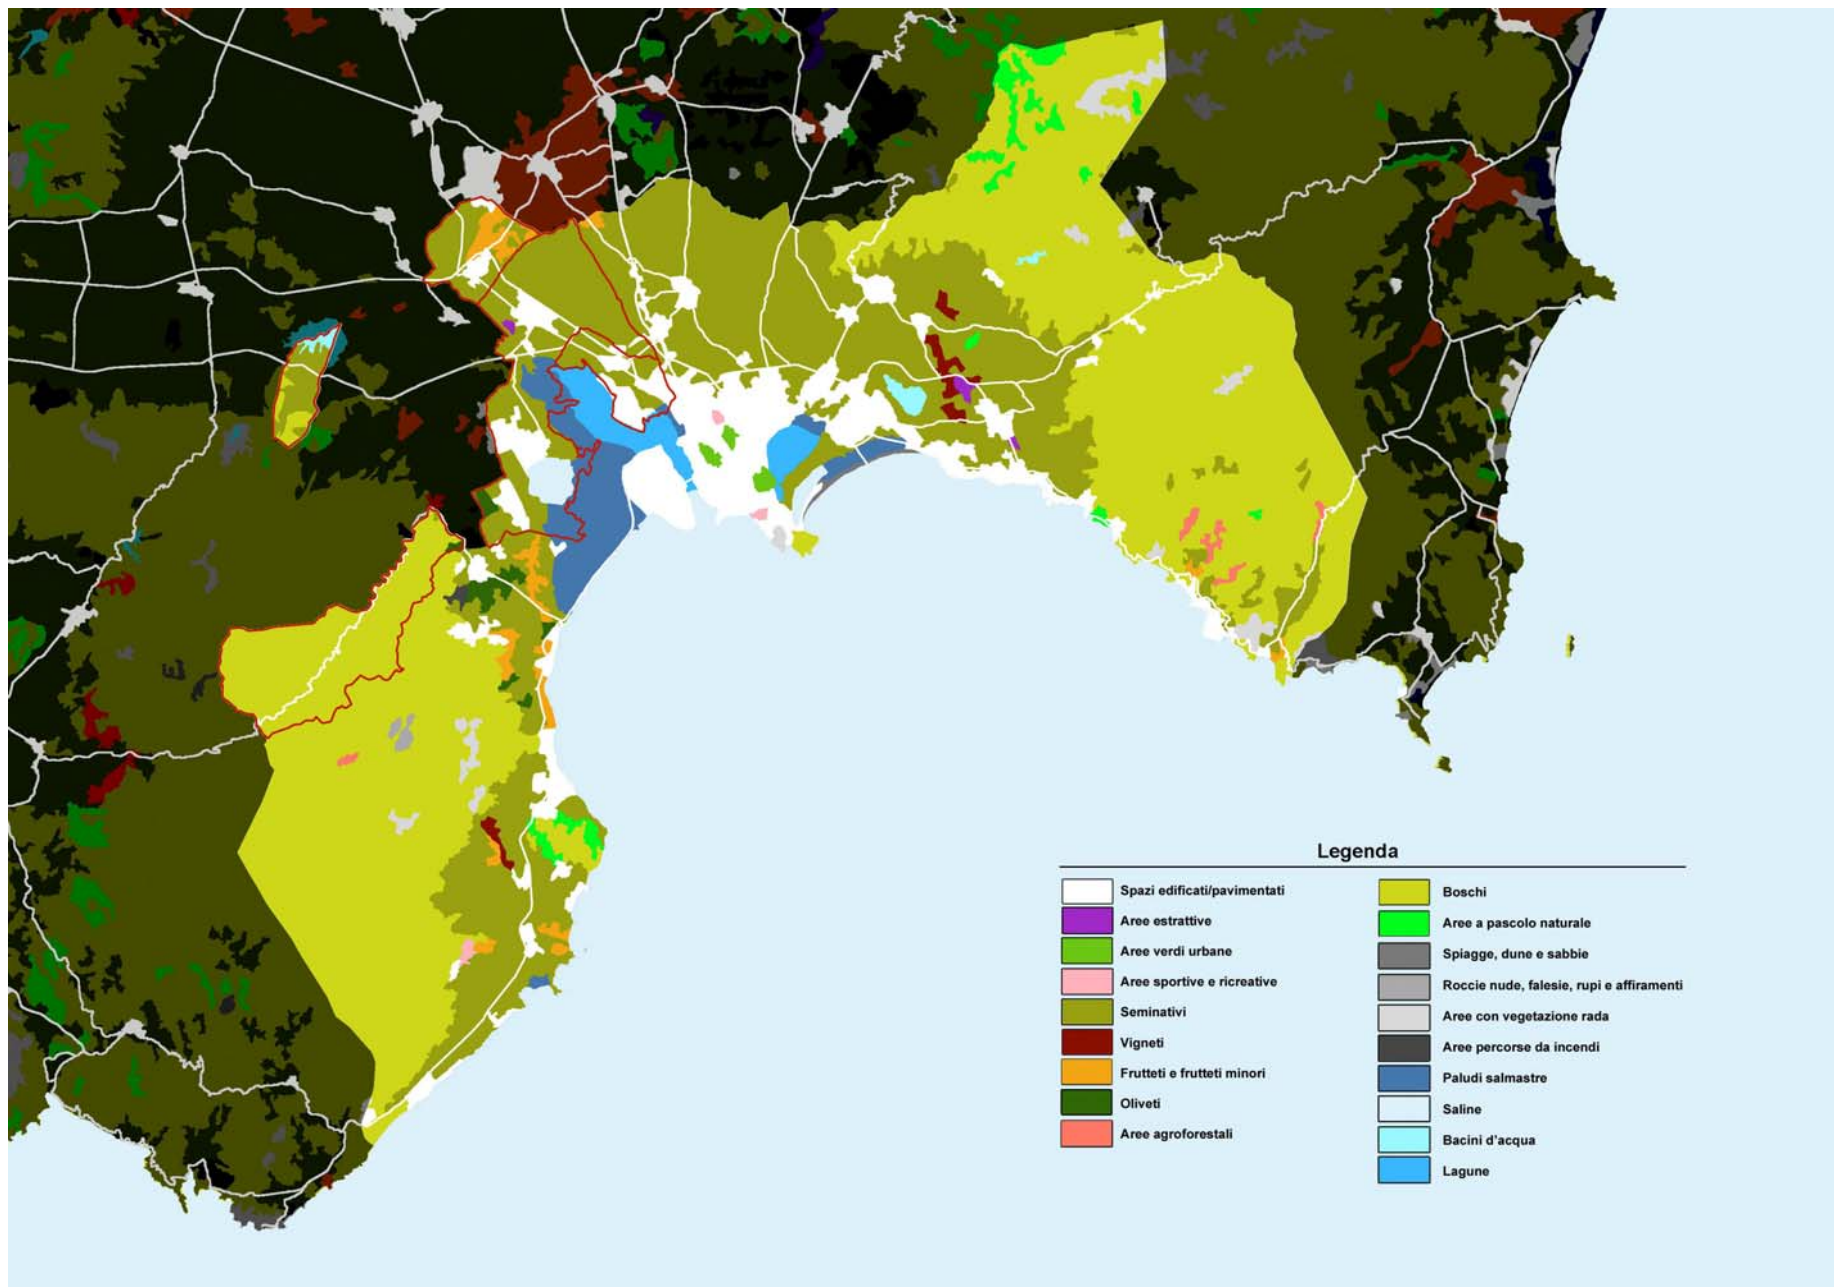 Legenda
Spazi edificati/pavimentati
Aree estrattive
Aree verdi urbane
Aree sportive e ricreative
Seminativi
Vigneti
Frutteti e frutteti minori
Oliveti
Aree agroforestali
Boschi
Aree a pascolo naturale
Spiagge, dune e sabbie
Roccie nude, falesie, rupi e affiramenti
Aree con vegetazione rada
Aree percorse da incendi
Paludi salmastre
Saline
Bacini d'acqua
Lagune